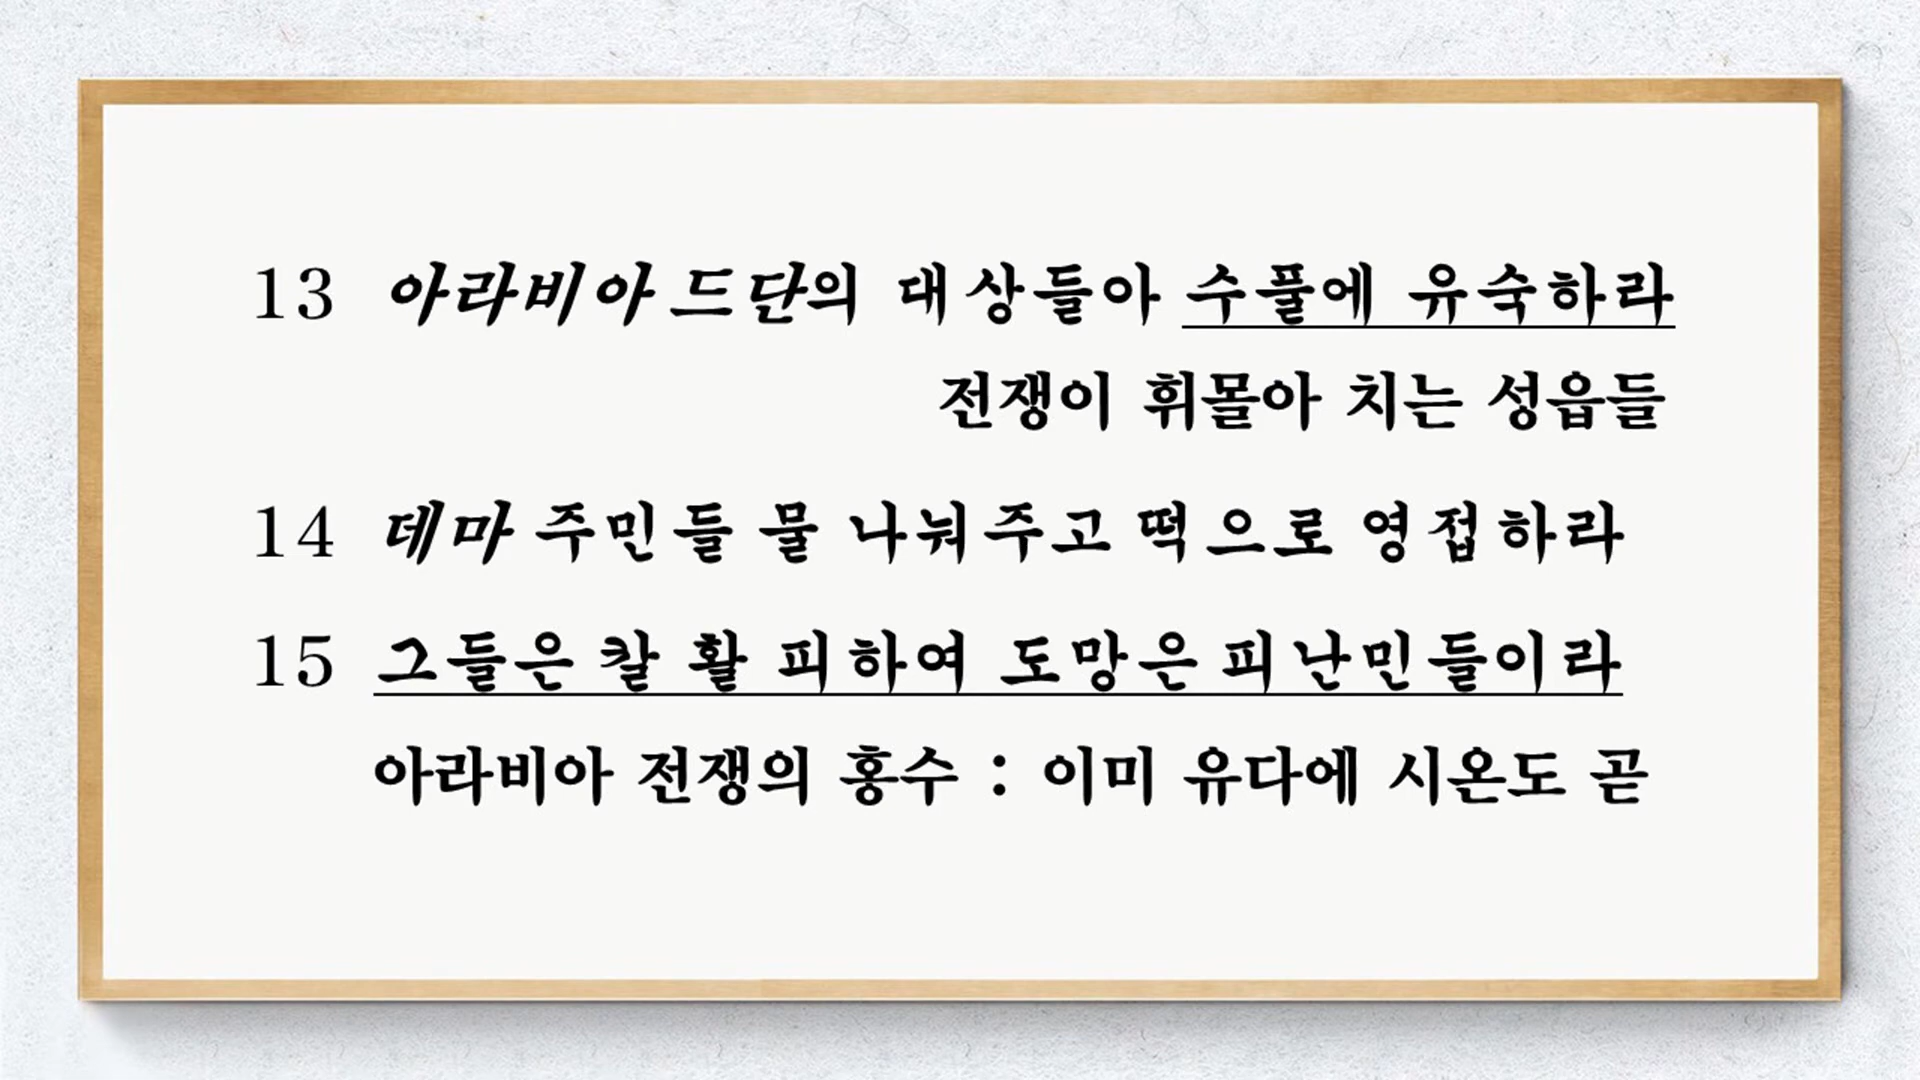 13 아라비아 드단의 대상들아 수풀에 유숙하라
전쟁이 휘몰아 치는 성읍들
14 데마 주민들 물 나눠주고 떡으로 영접하라
15 그들은 칼 활 피하여 도망은 피난민들이라
아라비아 전쟁의 홍수 : 이미 유다에 시온도 곧